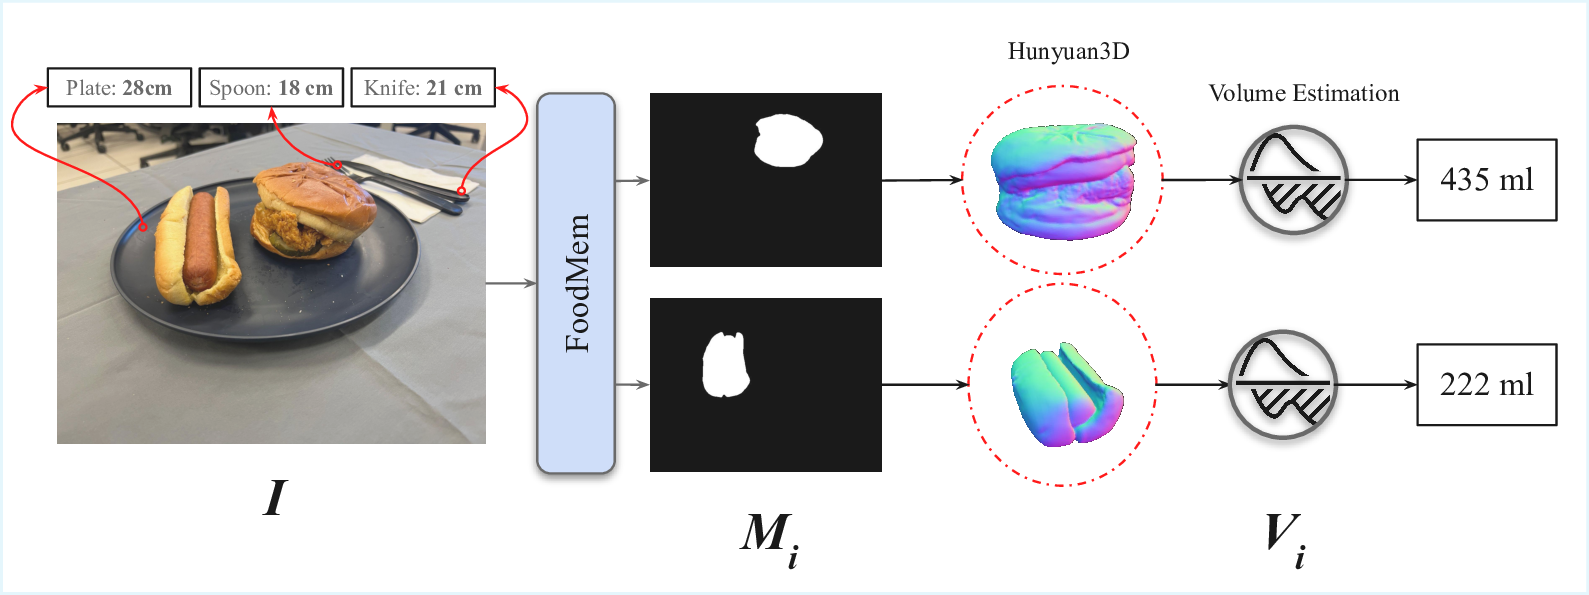 Hunyuan3D
Plate: 28cm
Spoon: 18 cm
Knife: 21 cm
Volume Estimation
FoodMem
435 ml
222 ml
I
M_i
V_i